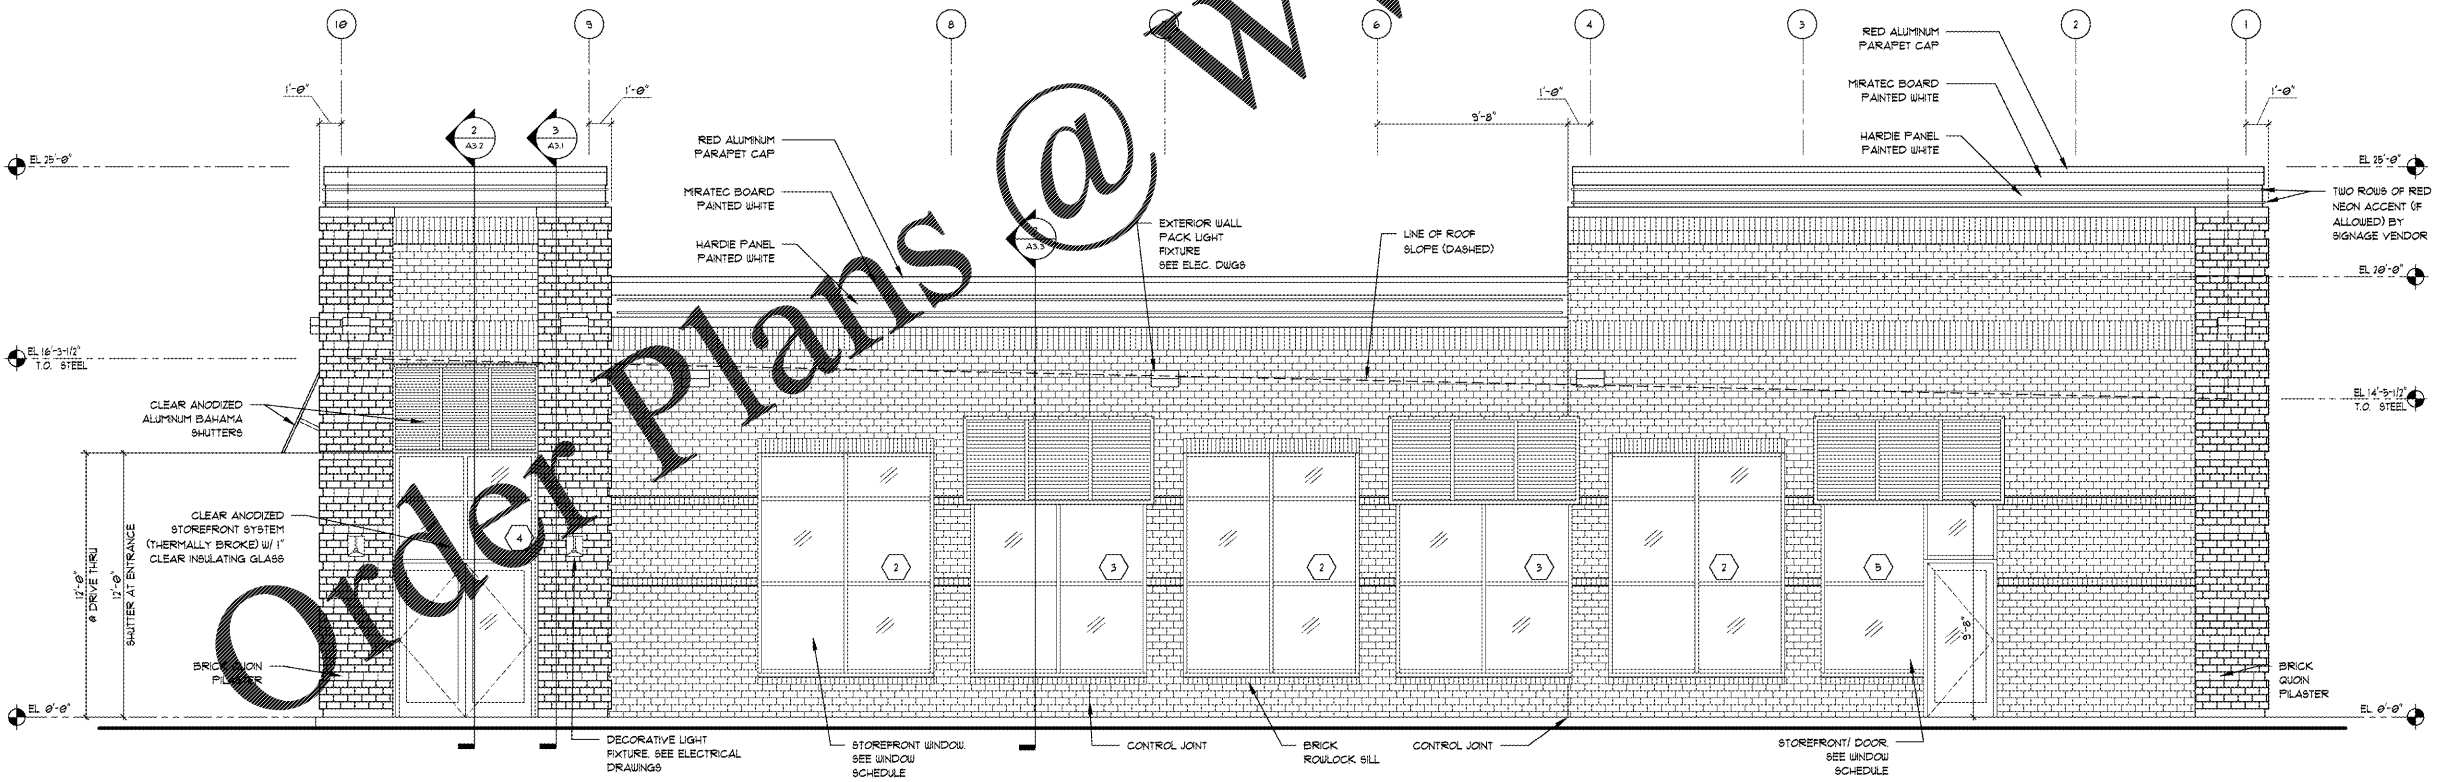 10
9
8
6
4
3
2
1
1'-0"
1'-0"
9'-8"
1'-0"
1'-0"
2
A3.2
3
A3.1
A3.3
EL 25'-0"
EL 16'-3-1/2"
T.O. STEEL
EL 0'-0"
RED ALUMINUM
PARAPET CAP
MIRATEC BOARD
PAINTED WHITE
HARDIE PANEL
PAINTED WHITE
EXTERIOR WALL
PACK LIGHT
FIXTURE
SEE ELEC. DWGS
LINE OF ROOF
SLOPE (DASHED)
RED ALUMINUM
PARAPET CAP
MIRATEC BOARD
PAINTED WHITE
HARDIE PANEL
PAINTED WHITE
EL 25'-0"
TWO ROWS OF RED
NEON ACCENT (IF
ALLOWED) BY
SIGNAGE VENDOR
EL 20'-0"
EL 14'-5-1/2"
T.O. STEEL
EL 0'-0"
CLEAR ANODIZED
ALUMINUM BAHAMA
SHUTTERS
CLEAR ANODIZED
STOREFRONT SYSTEM
(THERMALLY BROKE) W/ 1"
CLEAR INSULATING GLASS
12'-0"
@ DRIVE THRU
12'-0"
SHUTTER AT ENTRANCE
BRICK QUOIN
PILASTER
4
2
3
2
3
2
5
9'-8"
BRICK
QUOIN
PILASTER
DECORATIVE LIGHT
FIXTURE. SEE ELECTRICAL
DRAWINGS
STOREFRONT WINDOW.
SEE WINDOW
SCHEDULE
CONTROL JOINT
BRICK
ROWLOCK SILL
CONTROL JOINT
STOREFRONT/ DOOR.
SEE WINDOW
SCHEDULE
Order Plans @ W